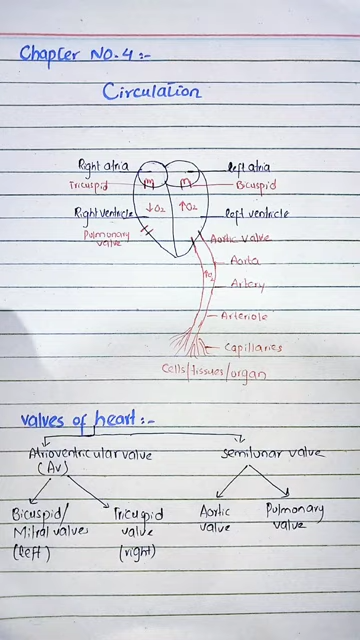 Chapter NO.4:-
Circulation
Right atria
left atria
Tricuspid
Bicuspid
↓O₂
↑O₂
Right ventricle
left ventricle
Pulmonary valve
Aortic valve
Aorta
↑O₂
Artery
Arteriole
Capillaries
Cells/tissues/organ
valves of heart:-
Atrioventricular valve
(AV)
semilunar valve
Bicuspid/
Mitral valves
(left)
Tricuspid
valve
(right)
Aortic
valve
Pulmonary
valve